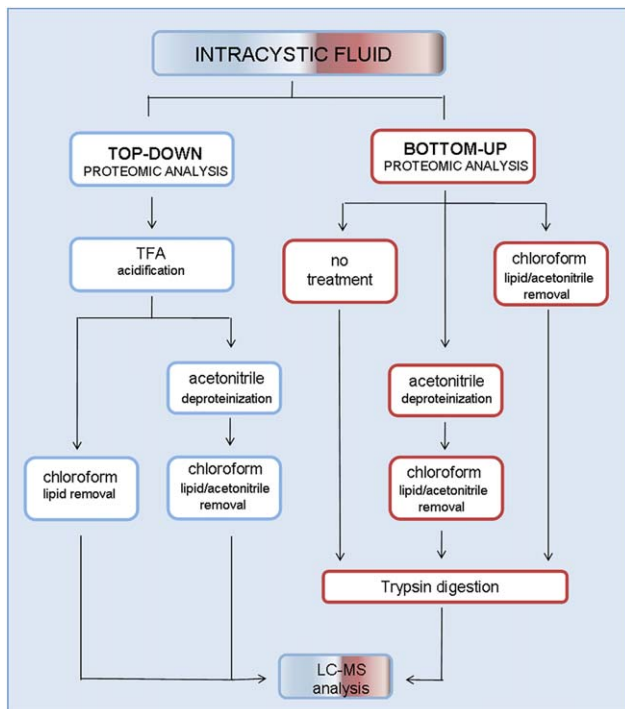 INTRACYSTIC FLUID
TOP-DOWN
PROTEOMIC ANALYSIS
BOTTOM-UP
PROTEOMIC ANALYSIS
TFA
acidification
no
treatment
chloroform
lipid/acetonitrile
removal
acetonitrile
deproteinization
acetonitrile
deproteinization
chloroform
lipid removal
chloroform
lipid/acetonitrile
removal
chloroform
lipid/acetonitrile
removal
Trypsin digestion
LC-MS
analysis